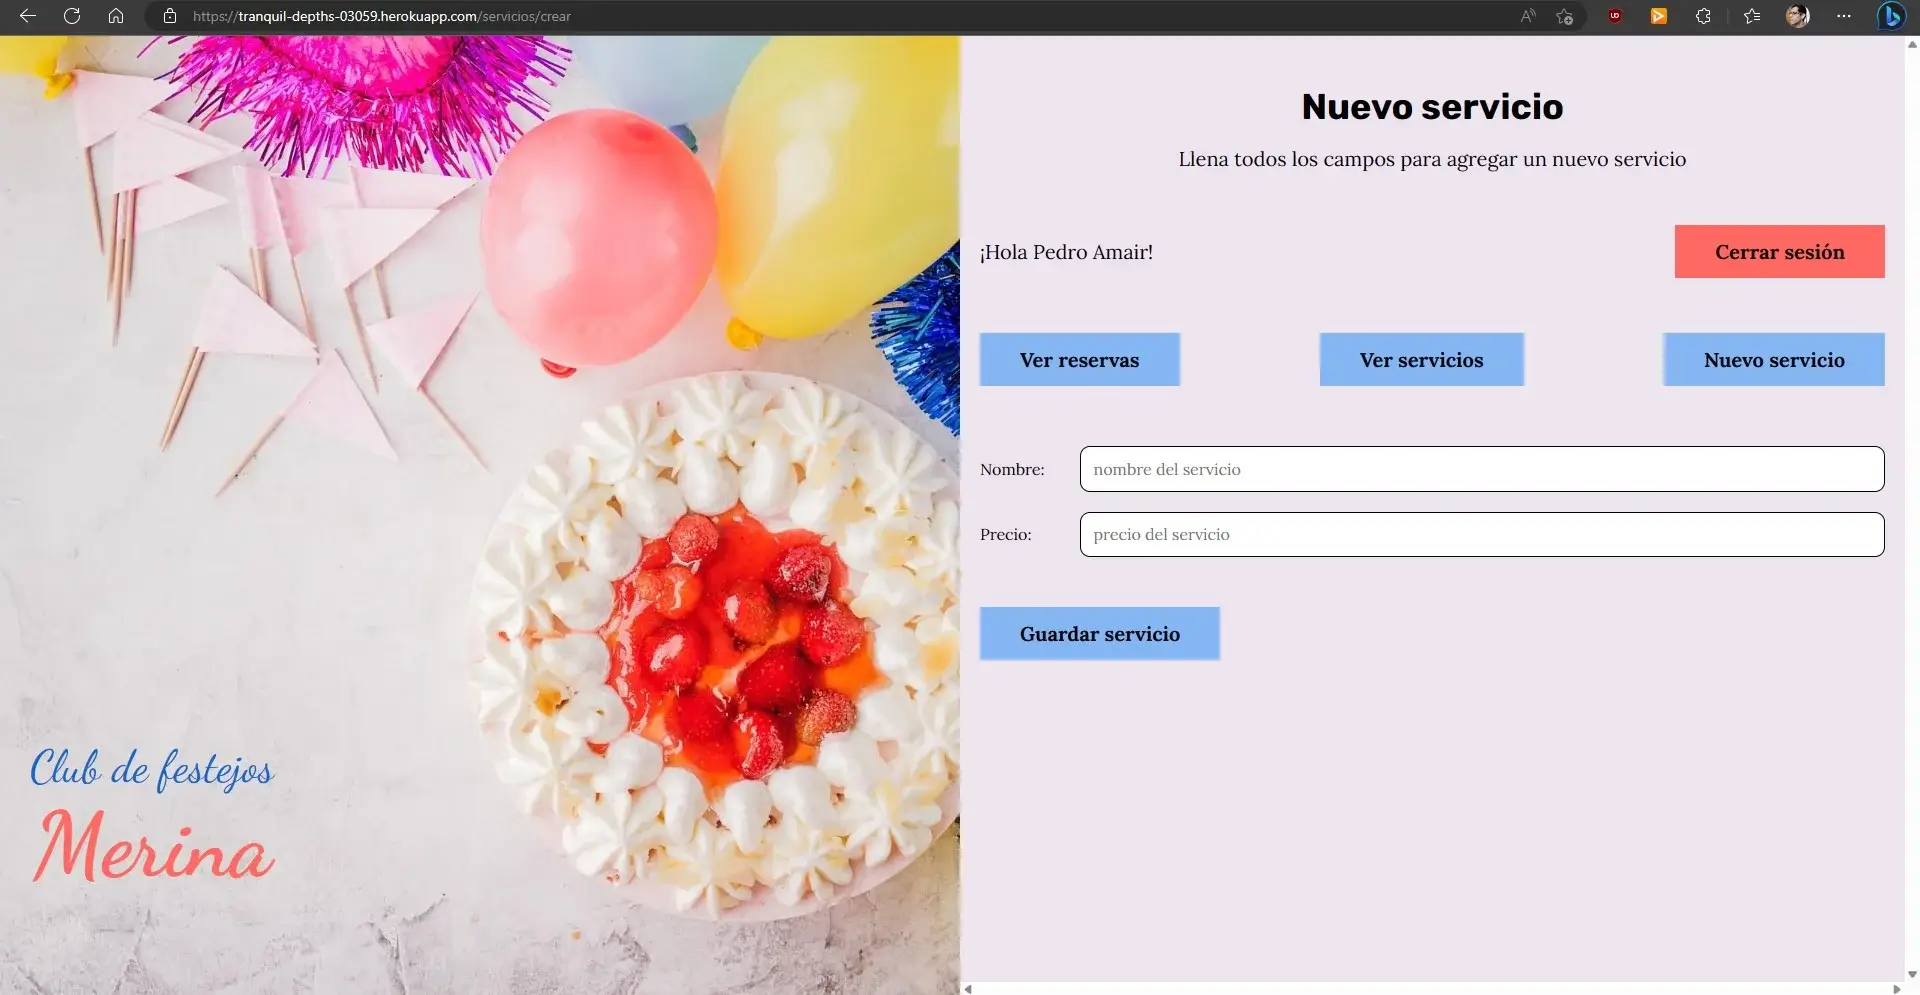 https://tranquil-depths-03059.herokuapp.com/servicios/crear
Nuevo servicio
Llena todos los campos para agregar un nuevo servicio
¡Hola Pedro Amair!
Cerrar sesión
Ver reservas
Ver servicios
Nuevo servicio
Nombre:
nombre del servicio
Precio:
precio del servicio
Guardar servicio
Club de festejos
Merina